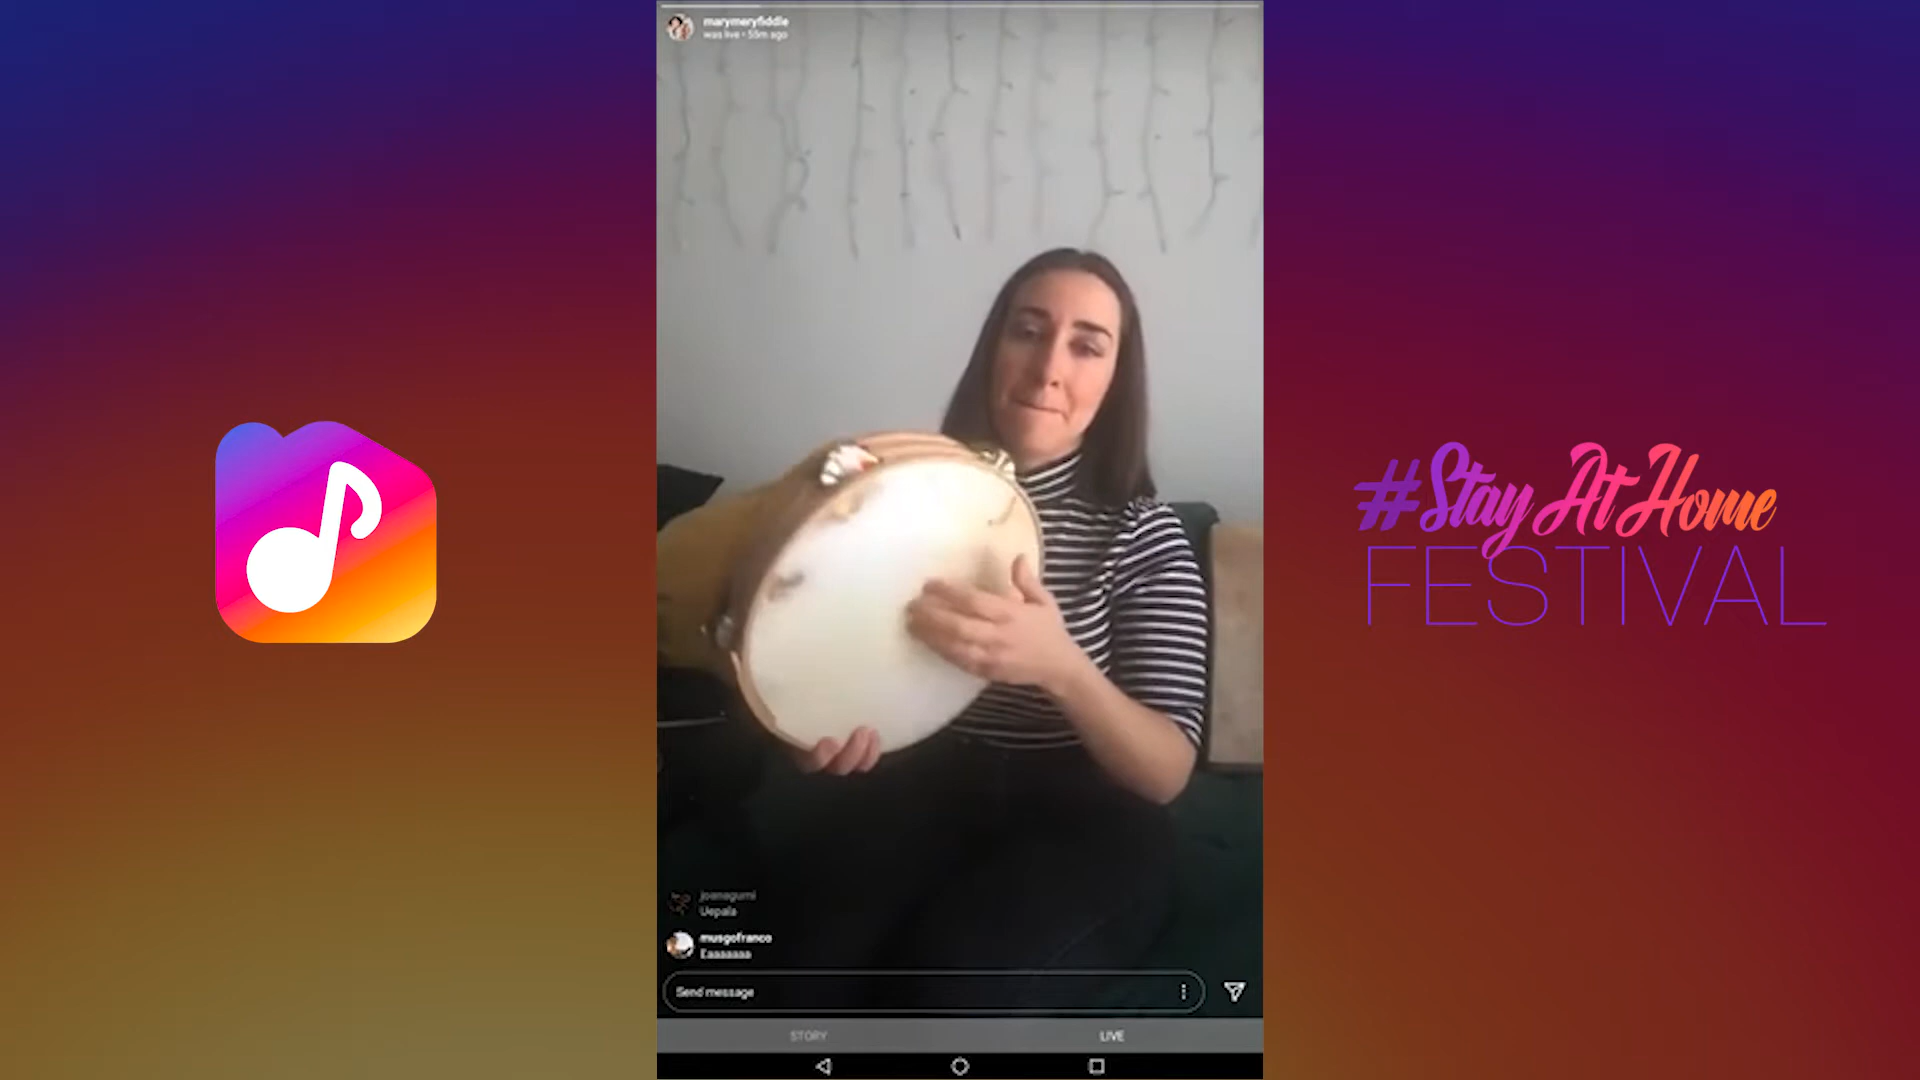 marymeryfiddle
was live • 55m ago
#StayAtHome
FESTIVAL
joanagumi
Uepala
musgofranco
Eaaaaaaa
Send message
STORY
LIVE